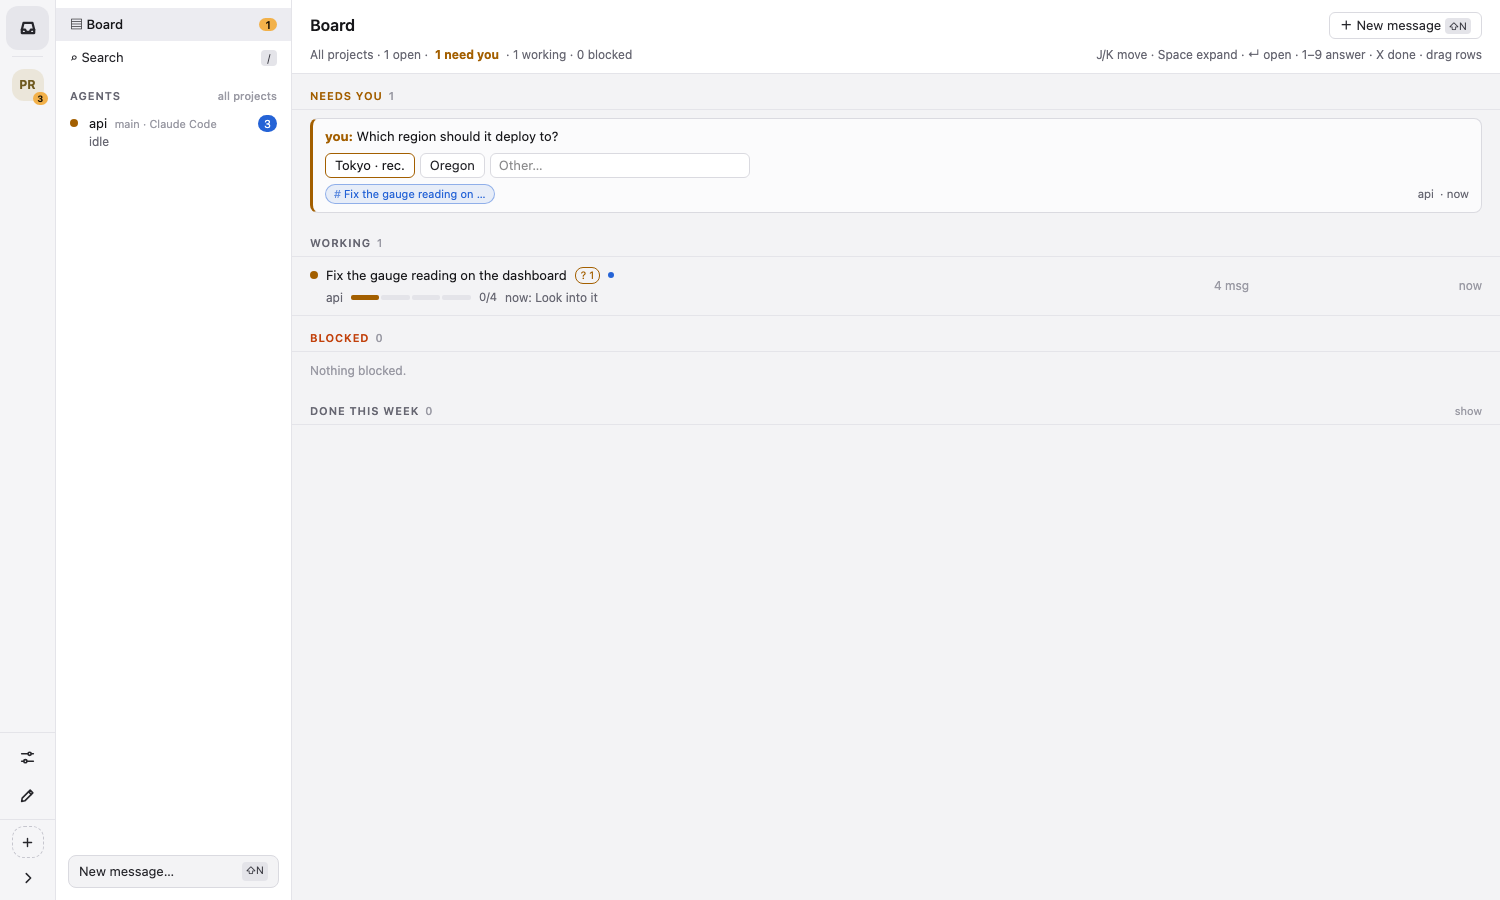 Board 1
Search /
PR
3
AGENTS all projects
api main · Claude Code 3
idle
New message... ⇧N
Board
+ New message ⇧N
All projects · 1 open · 1 need you · 1 working · 0 blocked
J/K move · Space expand · ↵ open · 1–9 answer · X done · drag rows
NEEDS YOU 1
you: Which region should it deploy to?
Tokyo · rec. Oregon Other...
# Fix the gauge reading on ...
api · now
WORKING 1
Fix the gauge reading on the dashboard ? 1
api 0/4 now: Look into it
4 msg now
BLOCKED 0
Nothing blocked.
DONE THIS WEEK 0 show